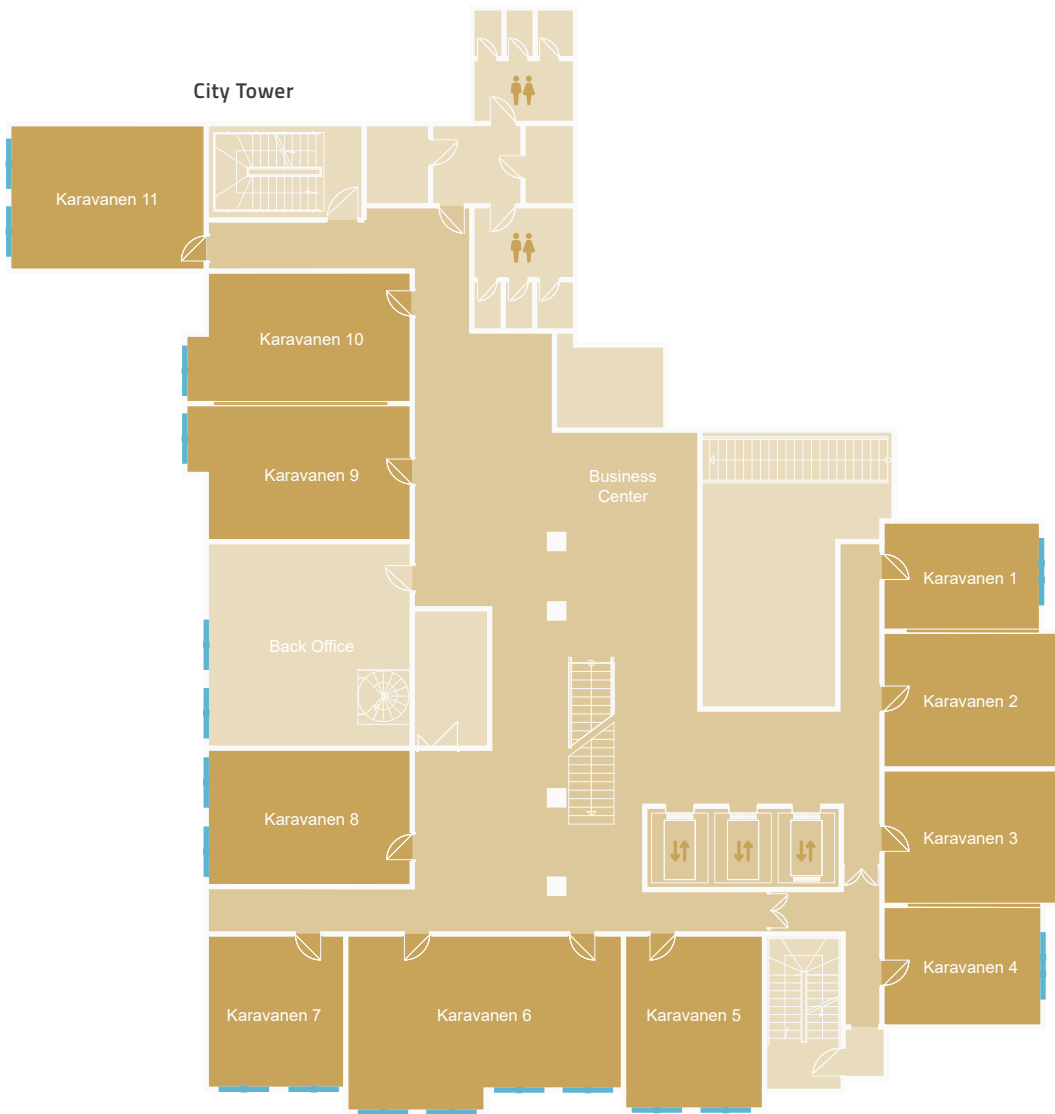 City Tower
Karavanen 11
Karavanen 10
Karavanen 9
Business
Center
Karavanen 1
Back Office
Karavanen 2
Karavanen 8
Karavanen 3
Karavanen 4
Karavanen 7
Karavanen 6
Karavanen 5